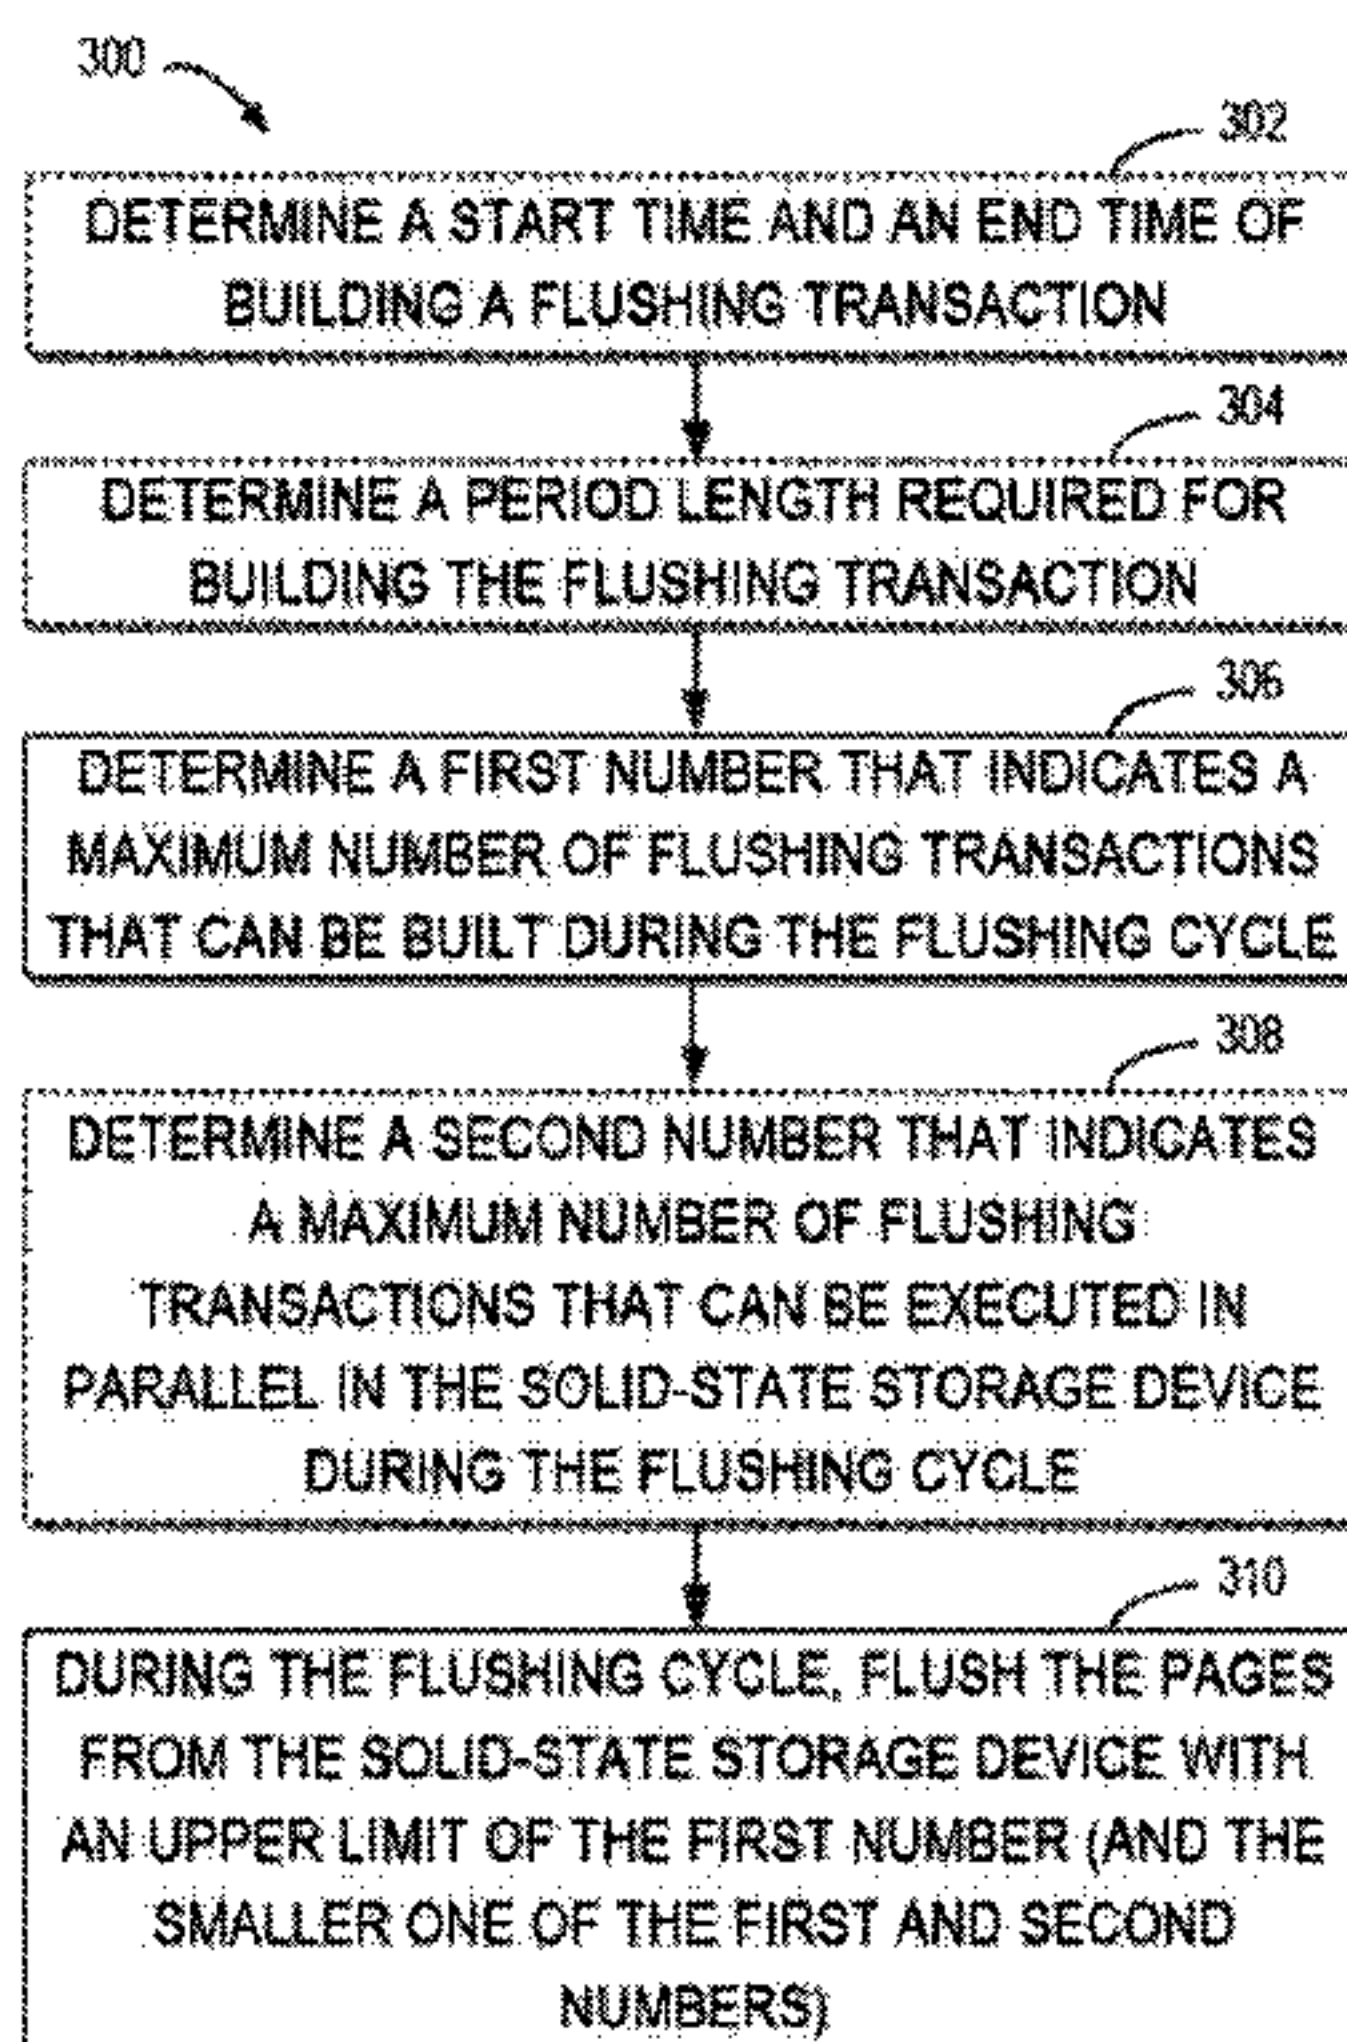 300
302
DETERMINE A START TIME AND AN END TIME OF
BUILDING A FLUSHING TRANSACTION
304
DETERMINE A PERIOD LENGTH REQUIRED FOR
BUILDING THE FLUSHING TRANSACTION
306
DETERMINE A FIRST NUMBER THAT INDICATES A
MAXIMUM NUMBER OF FLUSHING TRANSACTIONS
THAT CAN BE BUILT DURING THE FLUSHING CYCLE
308
DETERMINE A SECOND NUMBER THAT INDICATES
A MAXIMUM NUMBER OF FLUSHING
TRANSACTIONS THAT CAN BE EXECUTED IN
PARALLEL IN THE SOLID-STATE STORAGE DEVICE
DURING THE FLUSHING CYCLE
310
DURING THE FLUSHING CYCLE, FLUSH THE PAGES
FROM THE SOLID-STATE STORAGE DEVICE WITH
AN UPPER LIMIT OF THE FIRST NUMBER (AND THE
SMALLER ONE OF THE FIRST AND SECOND
NUMBERS)